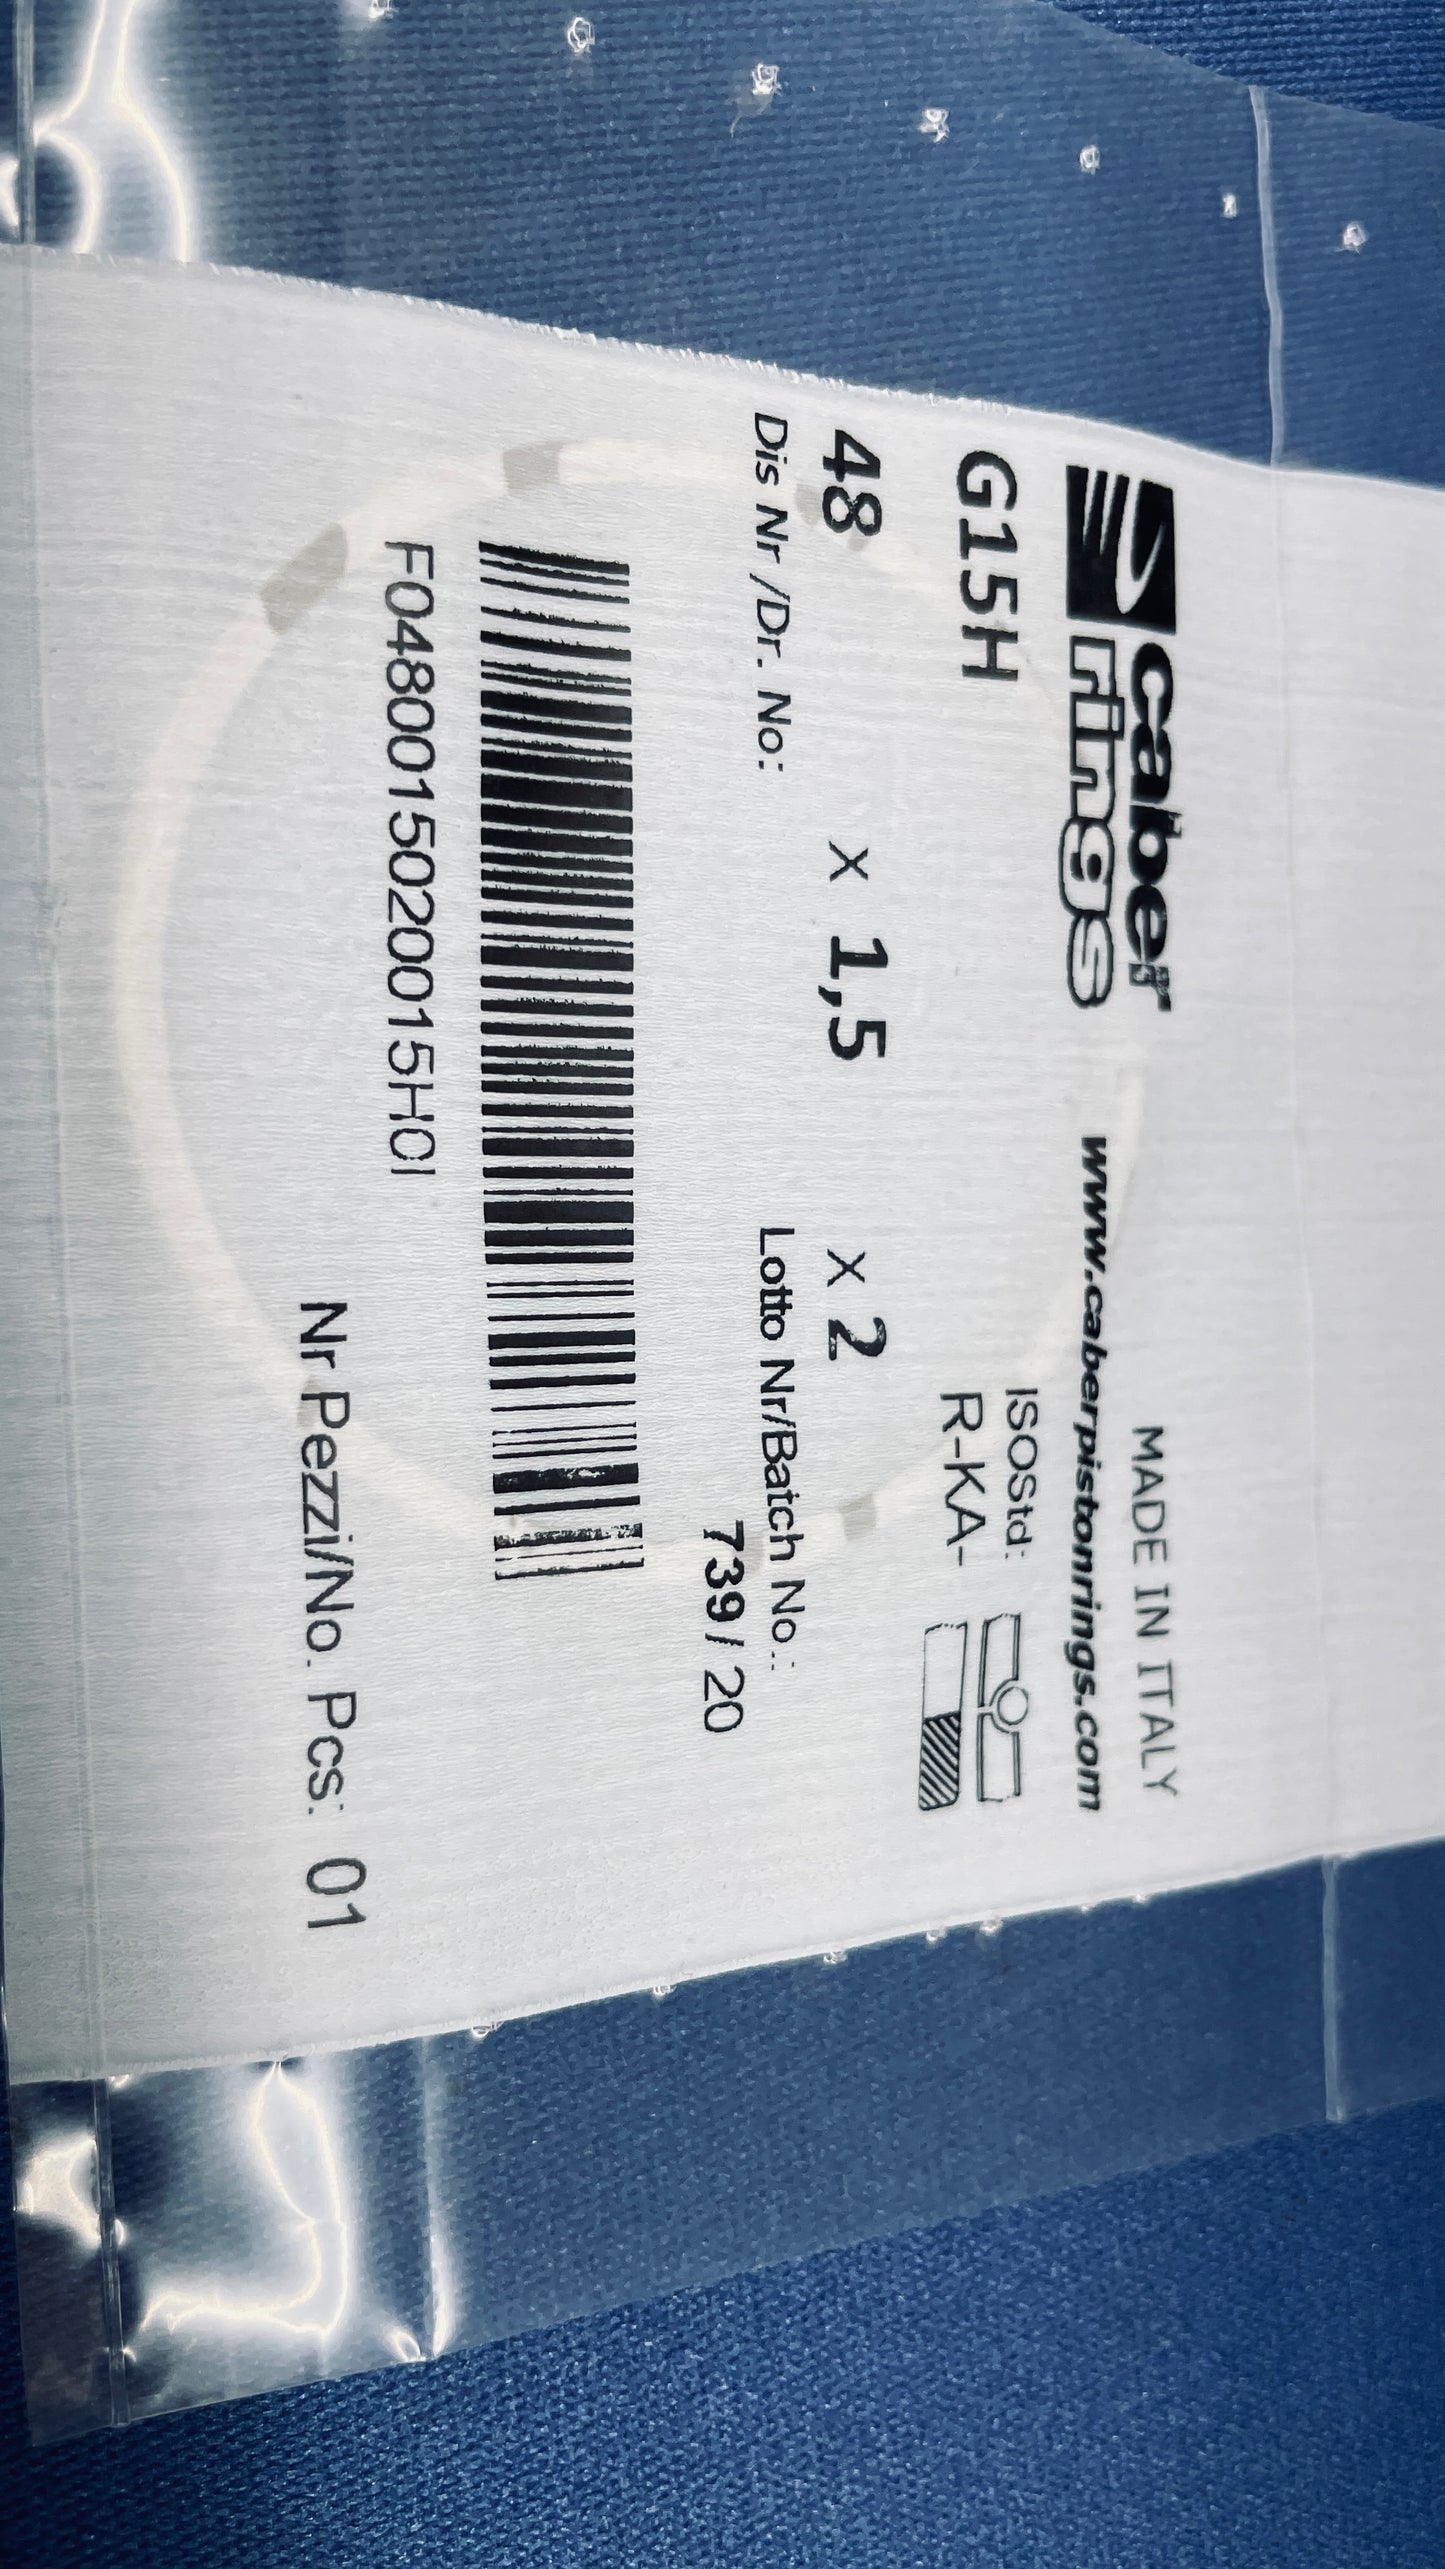 caber
rings
MADE IN ITALY
www.caberpistonrings.com
G15H
ISOStd:
R-KA-
48 x 1,5 x 2
Dis Nr /Dr. No:
Lotto Nr/Batch No.:
739/ 20
F0480015020015H0I
Nr Pezzi/No. Pcs: 01